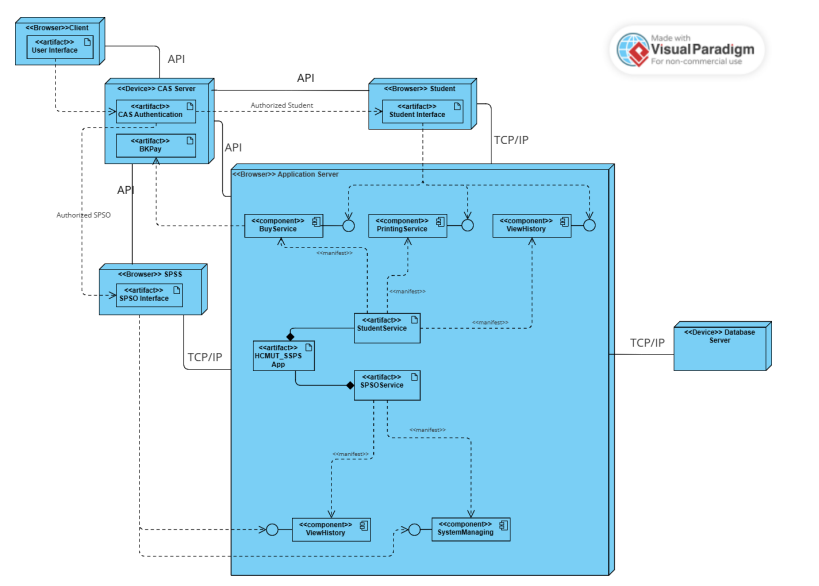 <<Browser>>Client
<<artifact>>
User Interface
API
Made with
Visual Paradigm
For non-commercial use
<<Device>> CAS Server
<<artifact>>
CAS Authentication
<<artifact>>
BKPay
API
Authorized Student
<<Browser>> Student
<<artifact>>
Student Interface
TCP/IP
API
API
Authorized SPSO
<<Browser>> Application Server
<<component>>
BuyService
<<component>>
PrintingService
<<component>>
ViewHistory
<<manifest>>
<<manifest>>
<<manifest>>
<<Browser>> SPSS
<<artifact>>
SPSO Interface
TCP/IP
<<artifact>>
StudentService
<<artifact>>
HCMUT_SSPS
App
<<artifact>>
SPSOService
TCP/IP
<<Device>> Database
Server
<<manifest>>
<<manifest>>
<<component>>
ViewHistory
<<component>>
SystemManaging